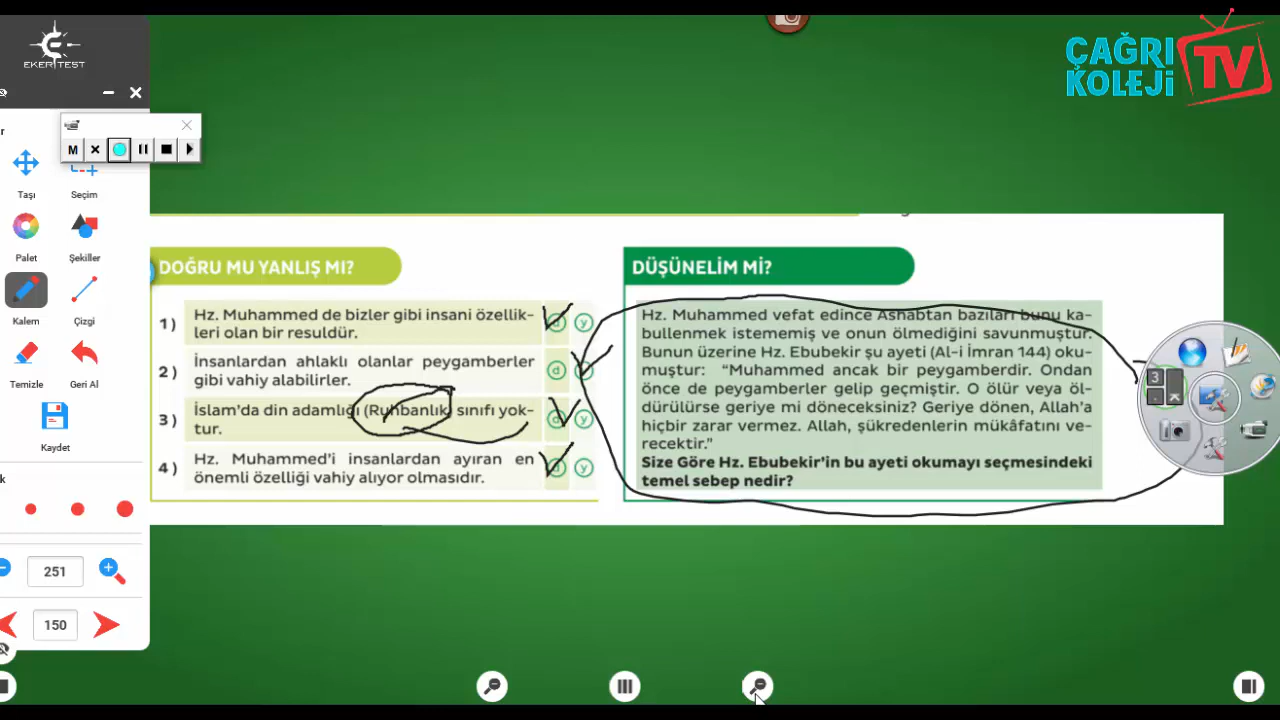 ÇAĞRI
KOLEJİ
TV
EKER TEST
M
Taşı
Seçim
Palet
Şekiller
Kalem
Çizgi
Temizle
Geri Al
Kaydet
251
150
DOĞRU MU YANLIŞ MI?
1) Hz. Muhammed de bizler gibi insani özellik-
leri olan bir resuldür. d y
2) İnsanlardan ahlaklı olanlar peygamberler
gibi vahiy alabilirler. d
3) İslam'da din adamlığı (Ruhbanlık) sınıfı yok-
tur. d y
4) Hz. Muhammed'i insanlardan ayıran en
önemli özelliği vahiy alıyor olmasıdır. d y
DÜŞÜNELİM Mİ?
Hz. Muhammed vefat edince Ashabtan bazıları bunu ka-
bullenmek istememiş ve onun ölmediğini savunmuştur.
Bunun üzerine Hz. Ebubekir şu ayeti (Al-i İmran 144) oku-
muştur: "Muhammed ancak bir peygamberdir. Ondan
önce de peygamberler gelip geçmiştir. O ölür veya öl-
dürülürse geriye mi döneceksiniz? Geriye dönen, Allah'a
hiçbir zarar vermez. Allah, şükredenlerin mükâfatını ve-
recektir."
Size Göre Hz. Ebubekir'in bu ayeti okumayı seçmesindeki
temel sebep nedir?
3